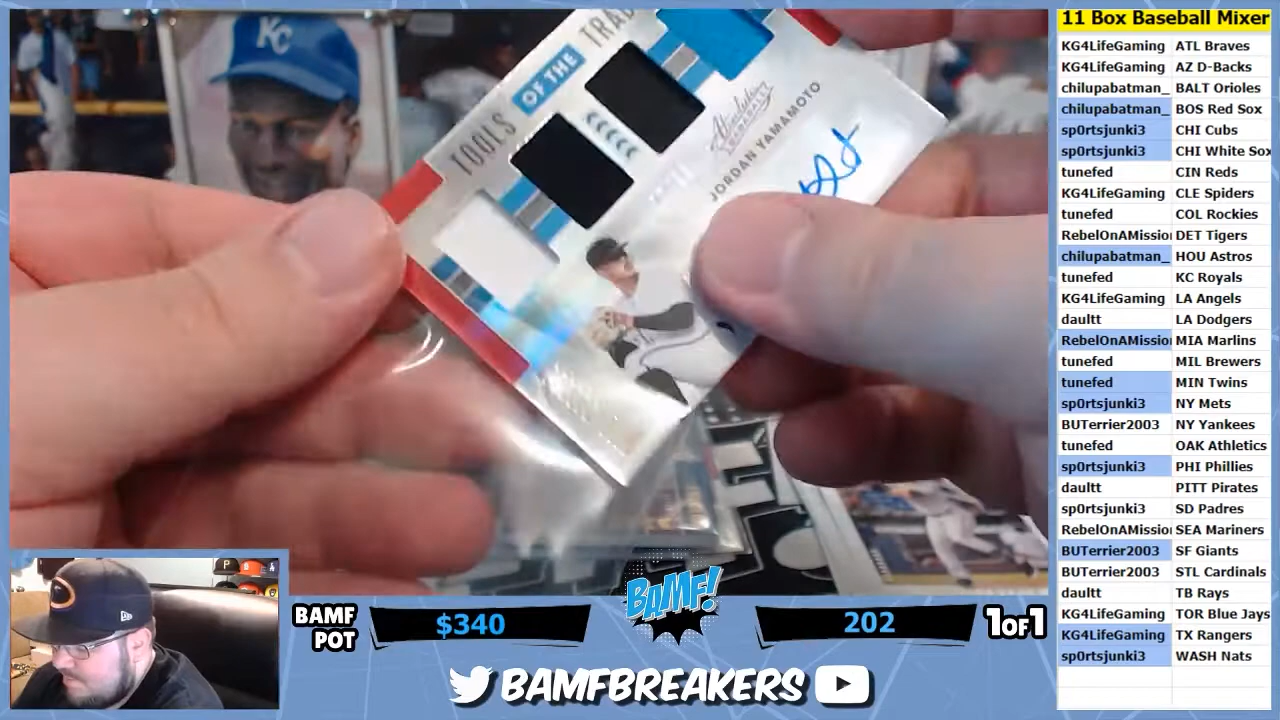 11 Box Baseball Mixer
KG4LifeGaming ATL Braves
KG4LifeGaming AZ D-Backs
chilupabatman_ BALT Orioles
chilupabatman_ BOS Red Sox
sp0rtsjunki3 CHI Cubs
sp0rtsjunki3 CHI White Sox
tunefed CIN Reds
KG4LifeGaming CLE Spiders
tunefed COL Rockies
RebelOnAMission DET Tigers
chilupabatman_ HOU Astros
tunefed KC Royals
KG4LifeGaming LA Angels
daultt LA Dodgers
RebelOnAMission MIA Marlins
tunefed MIL Brewers
tunefed MIN Twins
sp0rtsjunki3 NY Mets
BUTerrier2003 NY Yankees
tunefed OAK Athletics
sp0rtsjunki3 PHI Phillies
daultt PITT Pirates
sp0rtsjunki3 SD Padres
RebelOnAMission SEA Mariners
BUTerrier2003 SF Giants
BUTerrier2003 STL Cardinals
daultt TB Rays
KG4LifeGaming TOR Blue Jays
KG4LifeGaming TX Rangers
sp0rtsjunki3 WASH Nats
KC
TOOLS OF THE TRAD
Absolute
JORDAN YAMAMOTO
BAMF
POT
$340
BAMF!
202
1 OF 1
BAMFBREAKERS